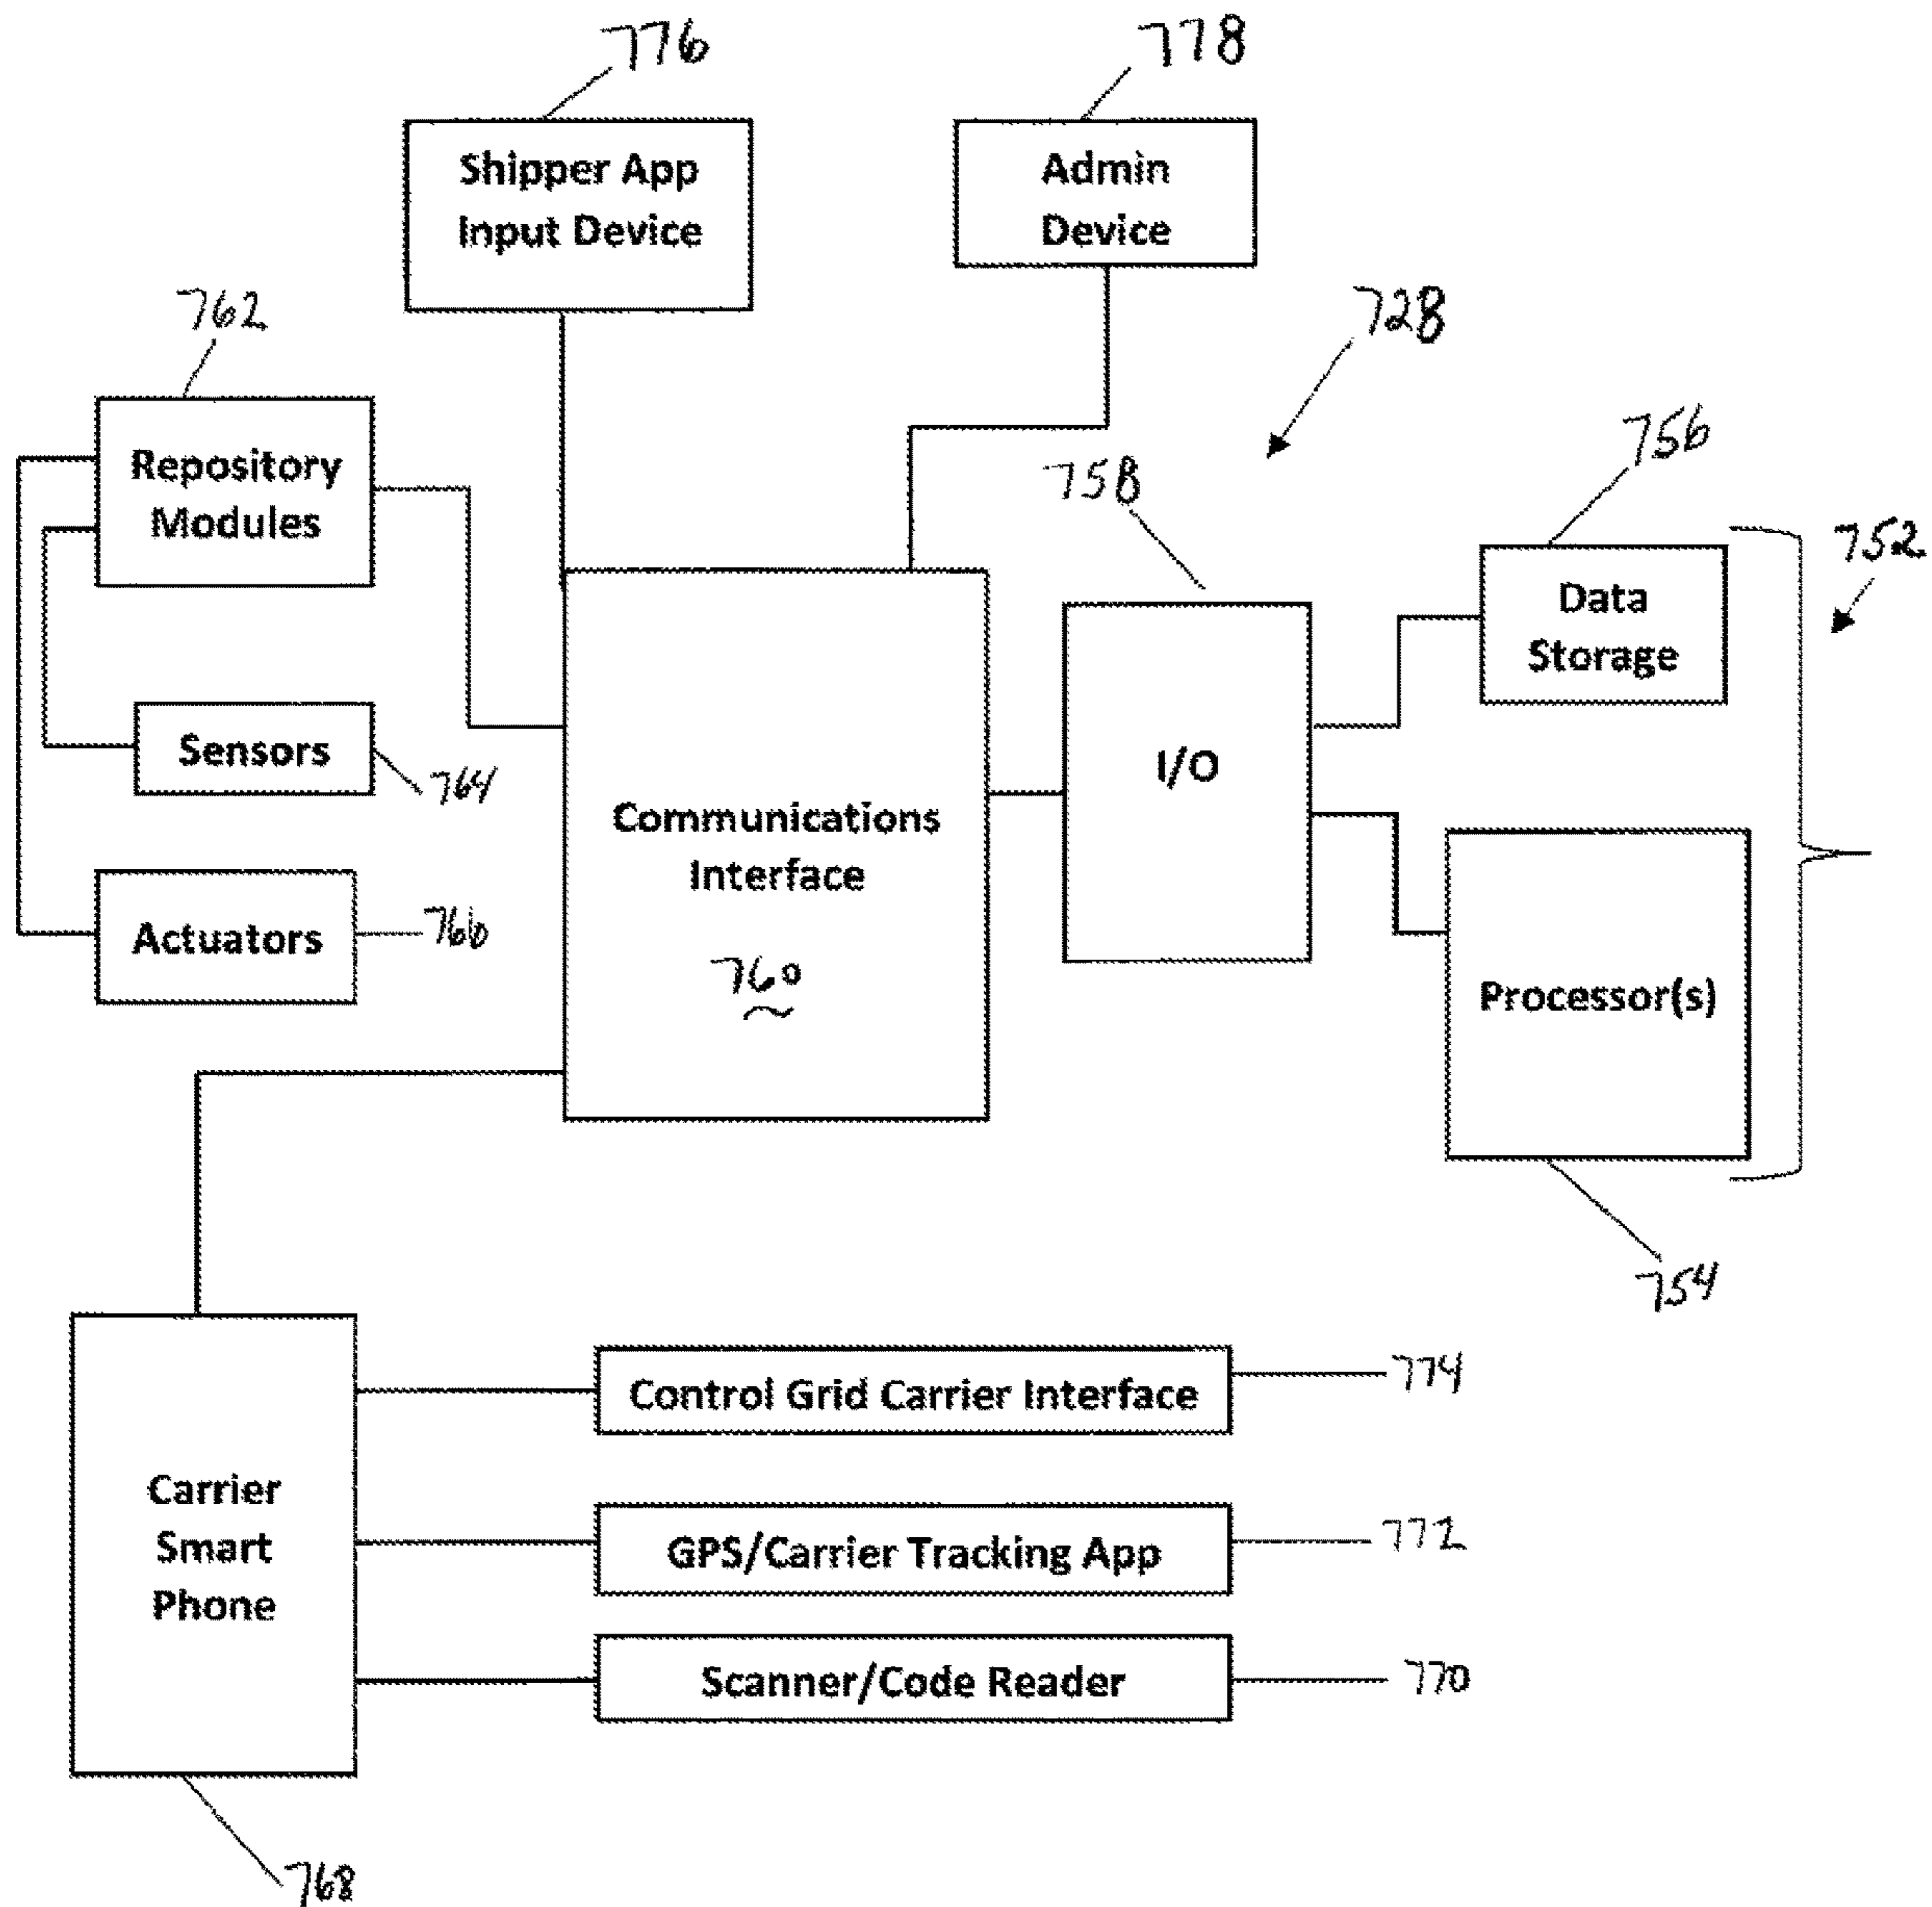 776
778
Shipper App
Input Device
Admin
Device
762
728
756
758
752
Repository
Modules
Data
Storage
Sensors
764
I/O
Communications
Interface
760
Actuators
766
Processor(s)
754
Control Grid Carrier Interface
774
Carrier
Smart
Phone
GPS/Carrier Tracking App
772
Scanner/Code Reader
770
768